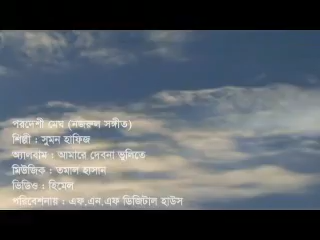 পরদেশী মেঘ (নজরুল সঙ্গীত)
শিল্পী : সুমন হাফিজ
অ্যালবাম : আমারে দেবনা ভুলিতে
মিউজিক : তমাল হাসান
ভিডিও : হিমেল
পরিবেশনায় : এফ,এন,এফ ডিজিটাল হাউস